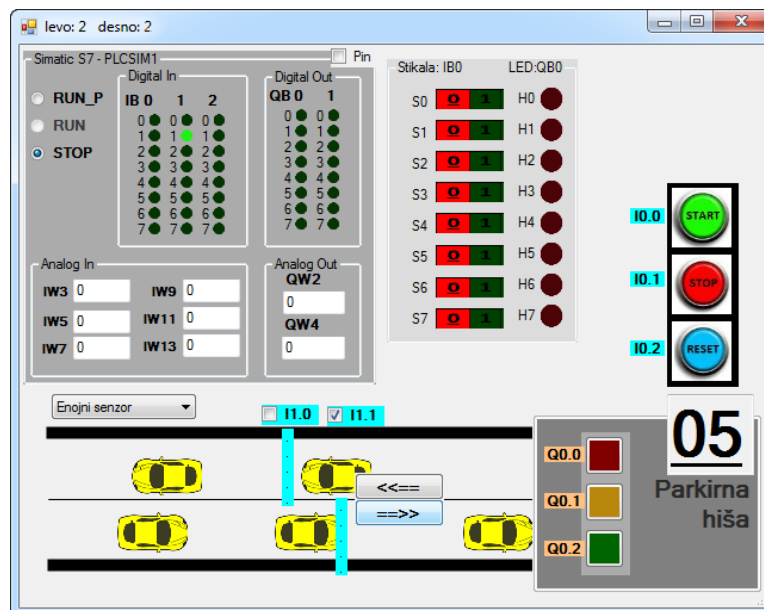 levo: 2 desno: 2
Simatic S7 - PLCSIM1
Pin
RUN_P
RUN
STOP
Digital In
IB 0 1 2
0 0 0
1 1 1
2 2 2
3 3 3
4 4 4
5 5 5
6 6 6
7 7 7
Digital Out
QB 0 1
0 0
1 1
2 2
3 3
4 4
5 5
6 6
7 7
Analog In
IW3 0 IW9 0
IW5 0 IW11 0
IW7 0 IW13 0
Analog Out
QW2
0
QW4
0
Stikala: IB0 LED:QB0
S0 0 1 H0
S1 0 1 H1
S2 0 1 H2
S3 0 1 H3
S4 0 1 H4
S5 0 1 H5
S6 0 1 H6
S7 0 1 H7
I0.0 START
I0.1 STOP
I0.2 RESET
Enojni senzor
I1.0 I1.1
<<==
==>>
05
Q0.0
Q0.1
Q0.2
Parkirna
hiša